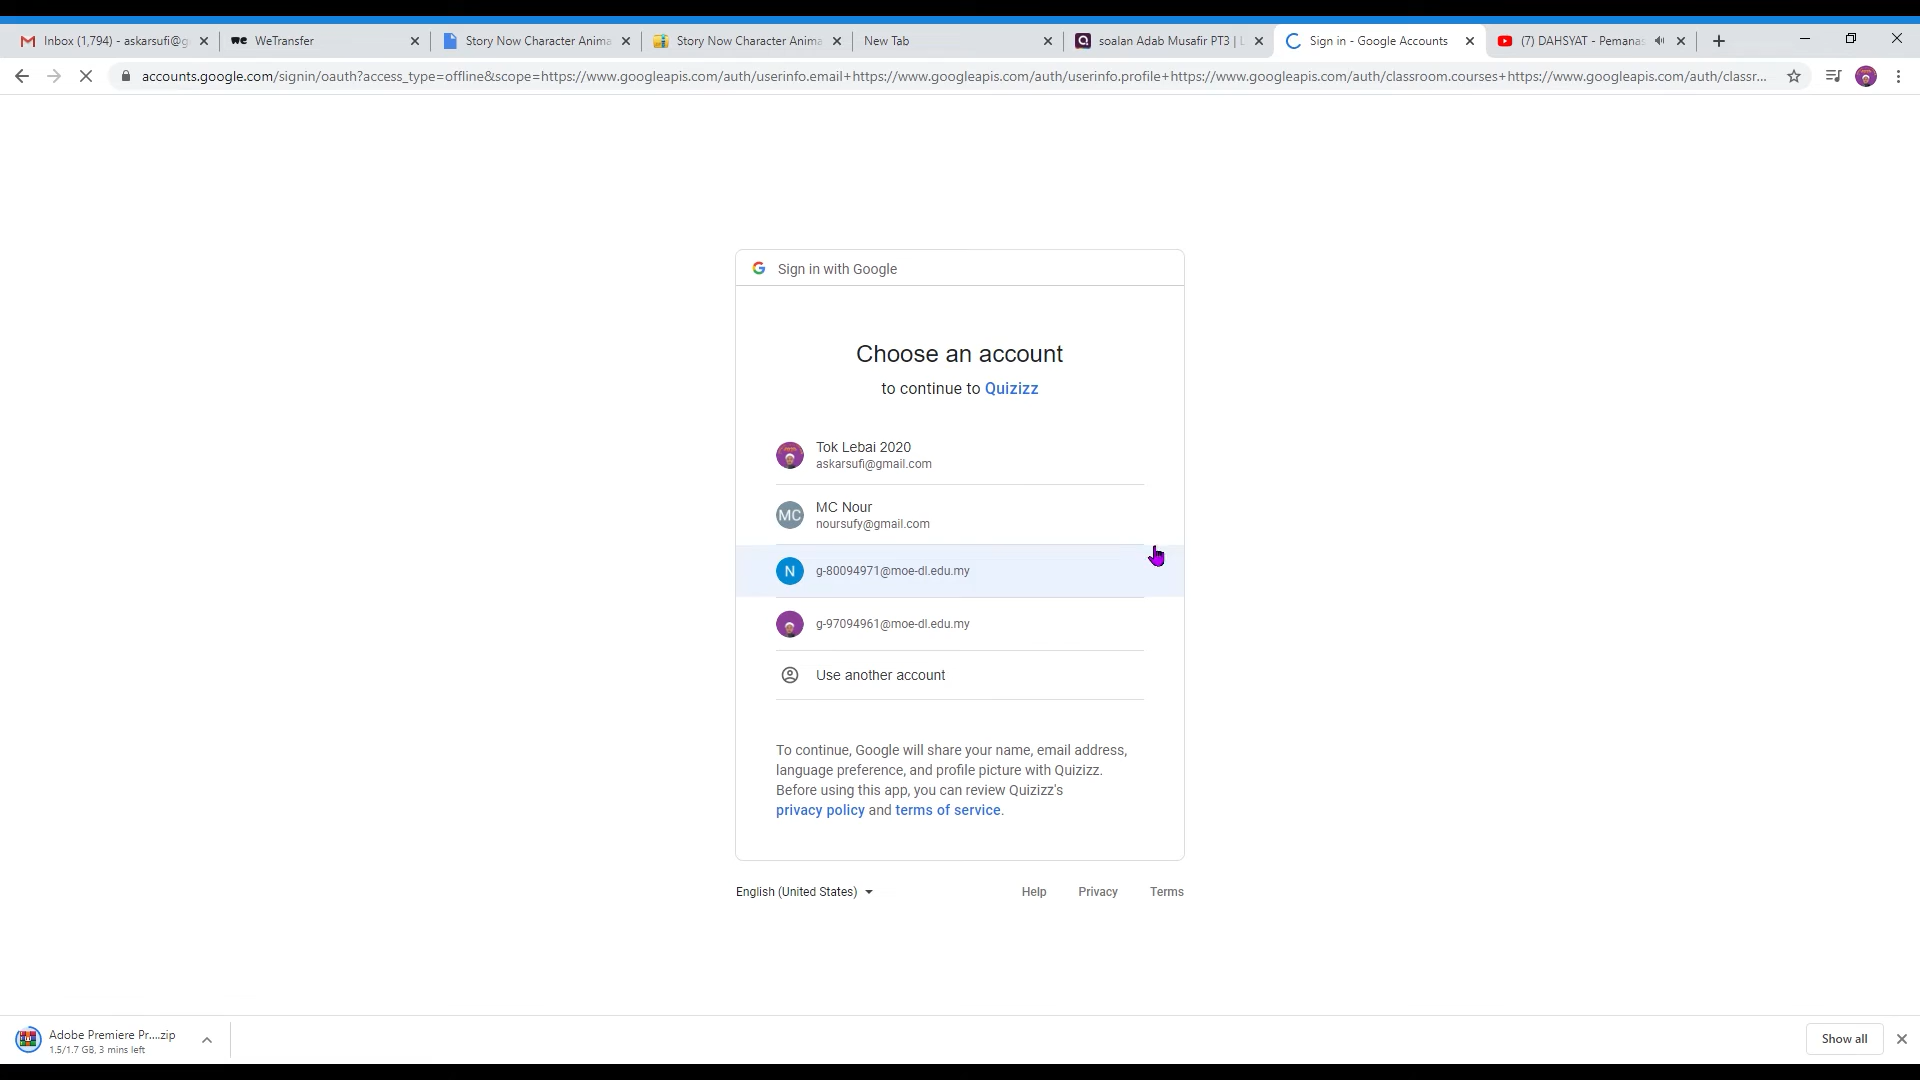 Inbox (1,794) - askarsufi@g
WeTransfer
Story Now Character Anima
Story Now Character Anima
New Tab
soalan Adab Musafir PT3 | L
Sign in - Google Accounts
(7) DAHSYAT - Pemanas
accounts.google.com/signin/oauth?access_type=offline&scope=https://www.googleapis.com/auth/userinfo.email+https://www.googleapis.com/auth/userinfo.profile+https://www.googleapis.com/auth/classroom.courses+https://www.googleapis.com/auth/classr...
Sign in with Google
Choose an account
to continue to Quizizz
Tok Lebai 2020
askarsufi@gmail.com
MC
MC Nour
noursufy@gmail.com
N
g-80094971@moe-dl.edu.my
g-97094961@moe-dl.edu.my
Use another account
To continue, Google will share your name, email address,
language preference, and profile picture with Quizizz.
Before using this app, you can review Quizizz's
privacy policy and terms of service.
English (United States)
Help
Privacy
Terms
Adobe Premiere Pr....zip
1.5/1.7 GB, 3 mins left
Show all